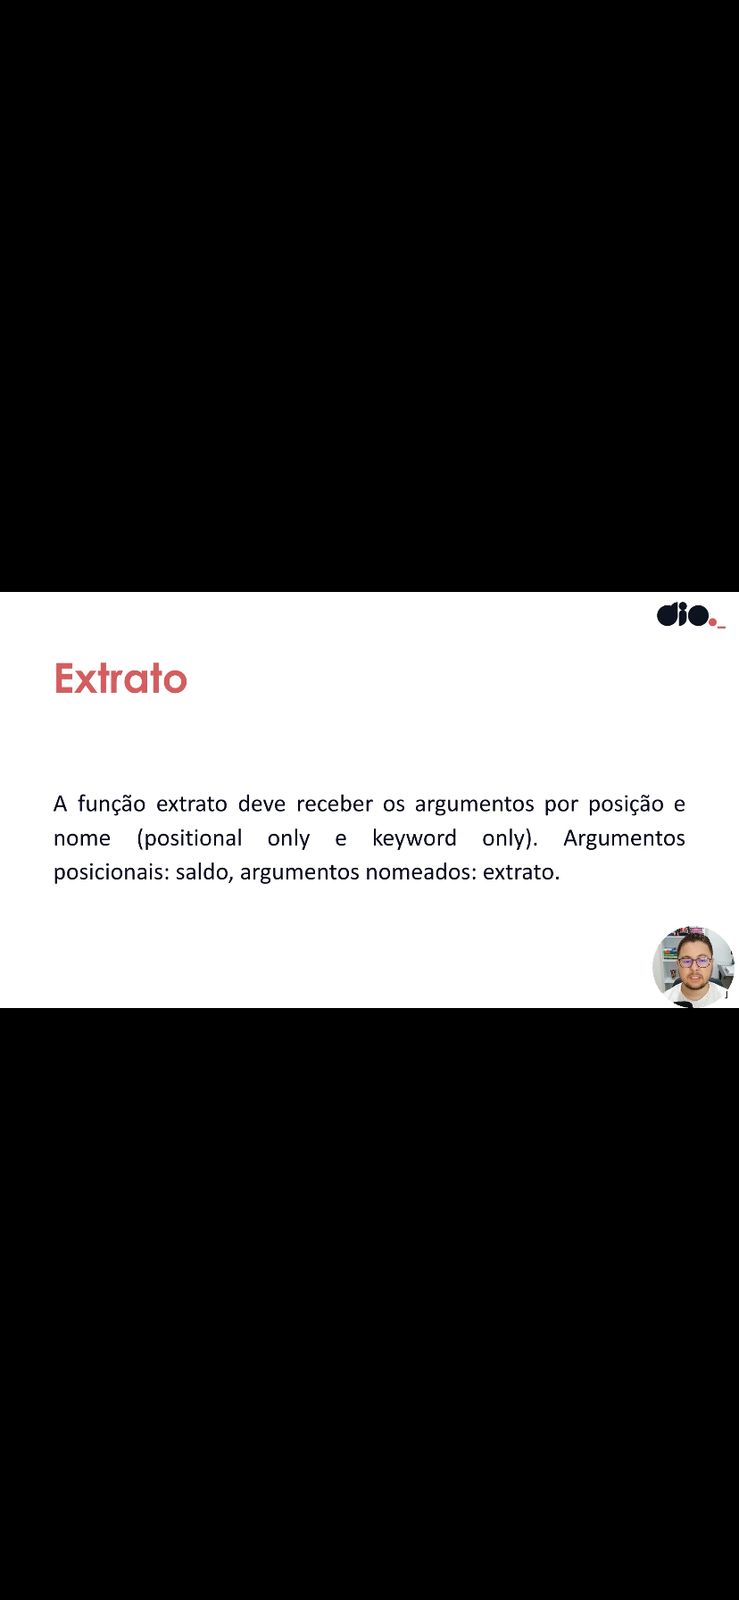 dio._
Extrato
A função extrato deve receber os argumentos por posição e
nome (positional only e keyword only). Argumentos
posicionais: saldo, argumentos nomeados: extrato.